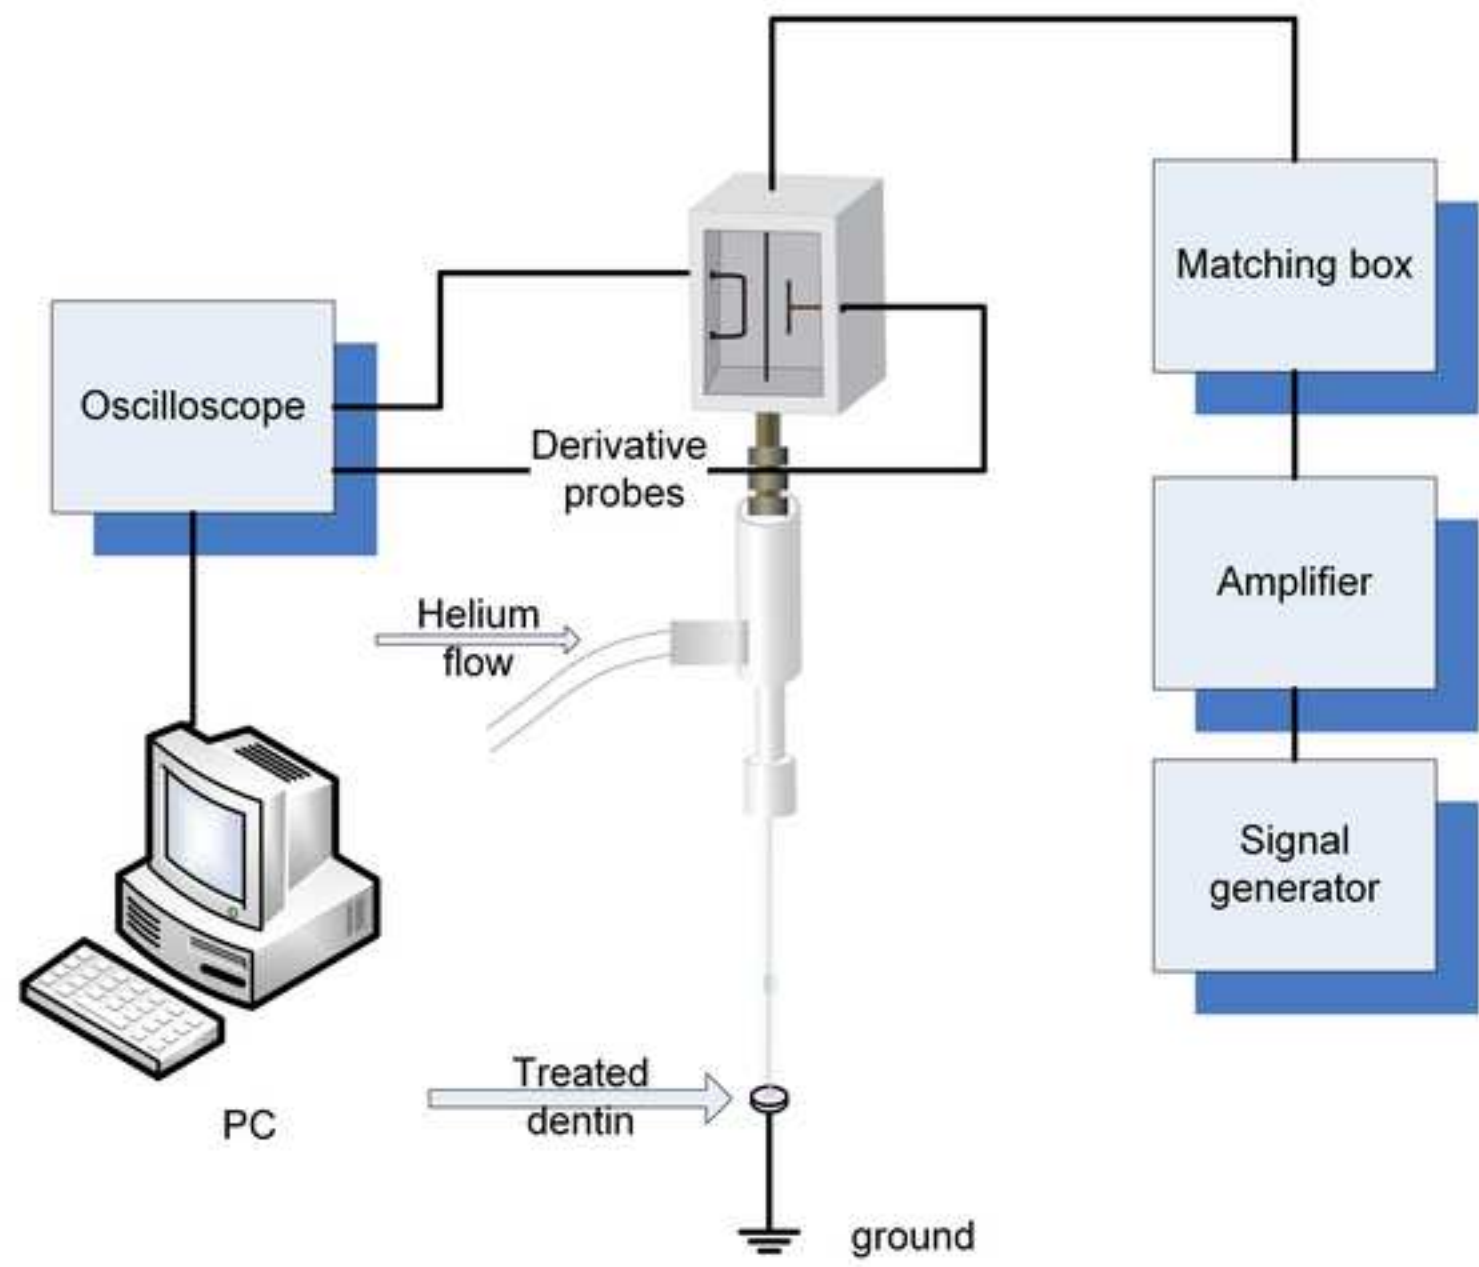 Matching box
Oscilloscope
Derivative
probes
Amplifier
Helium
flow
Signal
generator
Treated
dentin
PC
ground